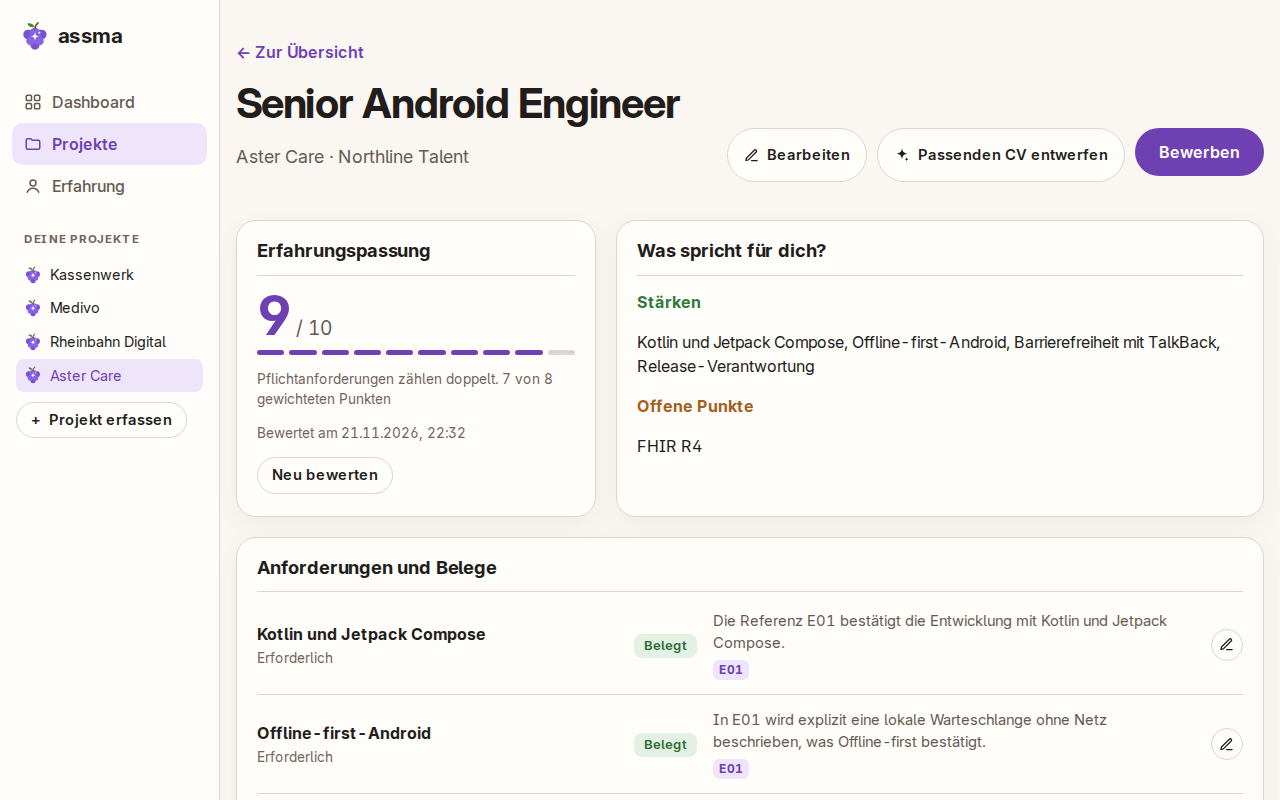 assma
Dashboard
Projekte
Erfahrung
DEINE PROJEKTE
Kassenwerk
Medivo
Rheinbahn Digital
Aster Care
+ Projekt erfassen
← Zur Übersicht
Senior Android Engineer
Aster Care · Northline Talent
Bearbeiten
Passenden CV entwerfen
Bewerben
Erfahrungspassung
9 / 10
Pflichtanforderungen zählen doppelt. 7 von 8
gewichteten Punkten
Bewertet am 21.11.2026, 22:32
Neu bewerten
Was spricht für dich?
Stärken
Kotlin und Jetpack Compose, Offline-first-Android, Barrierefreiheit mit TalkBack,
Release-Verantwortung
Offene Punkte
FHIR R4
Anforderungen und Belege
Kotlin und Jetpack Compose
Erforderlich
Belegt
Die Referenz E01 bestätigt die Entwicklung mit Kotlin und Jetpack
Compose.
E01
Offline-first-Android
Erforderlich
Belegt
In E01 wird explizit eine lokale Warteschlange ohne Netz
beschrieben, was Offline-first bestätigt.
E01